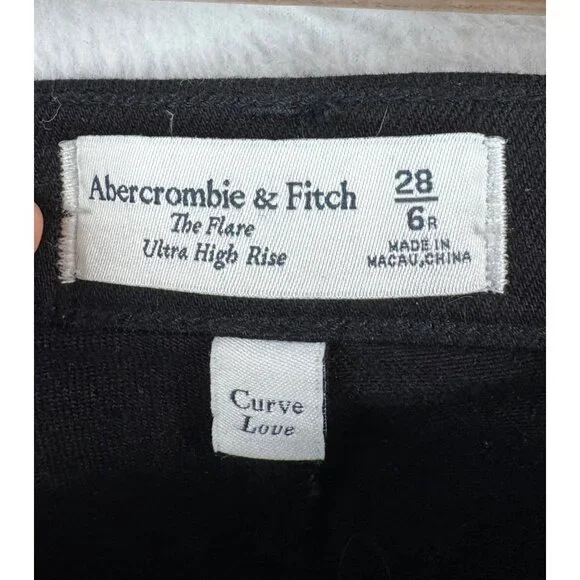 Abercrombie & Fitch
The Flare
Ultra High Rise
28
6R
MADE IN
MACAU, CHINA
Curve
Love